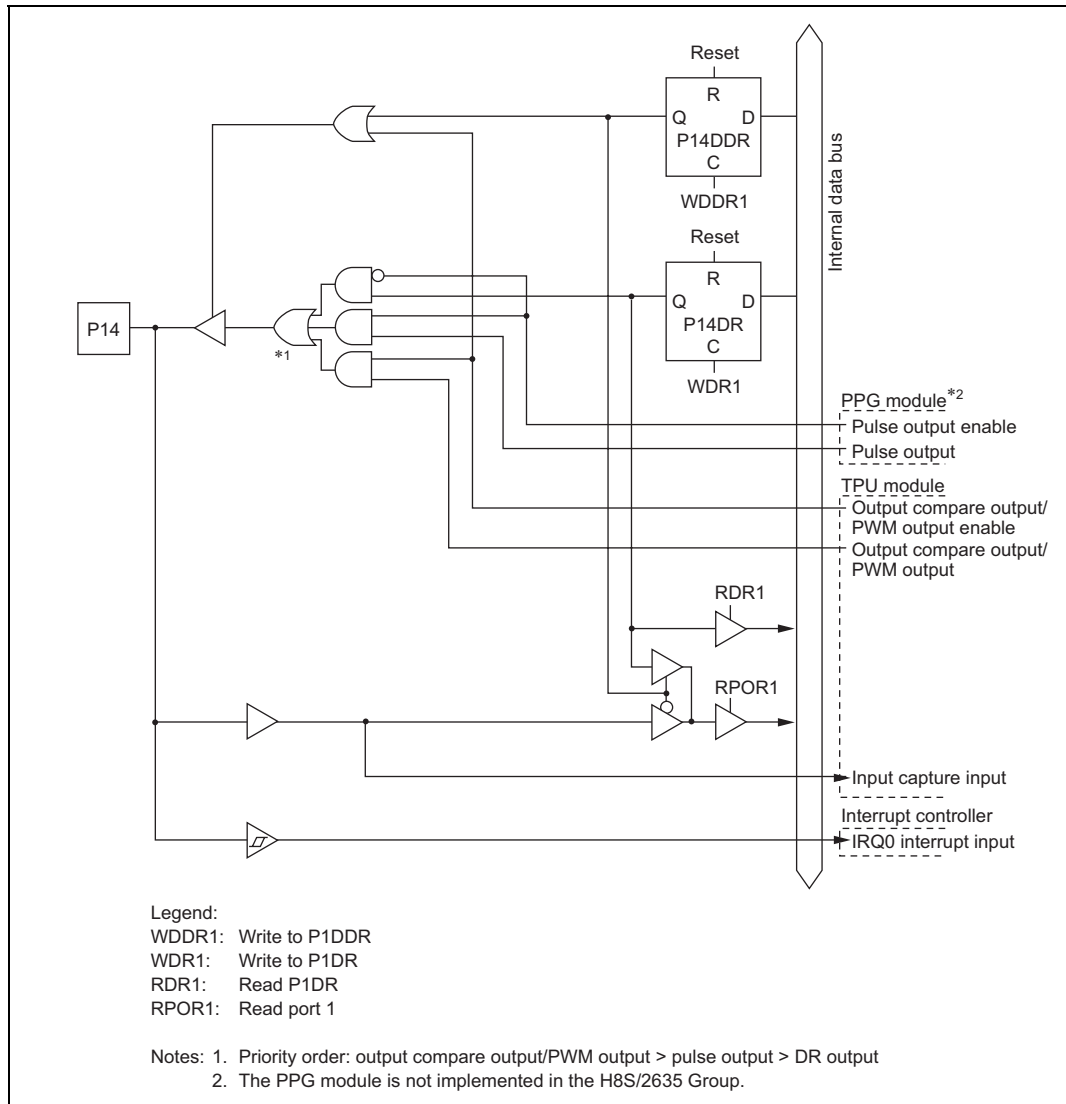 Reset
R
Q D
P14DDR
C
WDDR1
Internal data bus
Reset
R
Q D
P14DR
C
WDR1
P14
*1
PPG module*2
Pulse output enable
Pulse output
TPU module
Output compare output/
PWM output enable
Output compare output/
PWM output
RDR1
RPOR1
Input capture input
Interrupt controller
IRQ0 interrupt input
Legend:
WDDR1: Write to P1DDR
WDR1: Write to P1DR
RDR1: Read P1DR
RPOR1: Read port 1
Notes: 1. Priority order: output compare output/PWM output > pulse output > DR output
2. The PPG module is not implemented in the H8S/2635 Group.